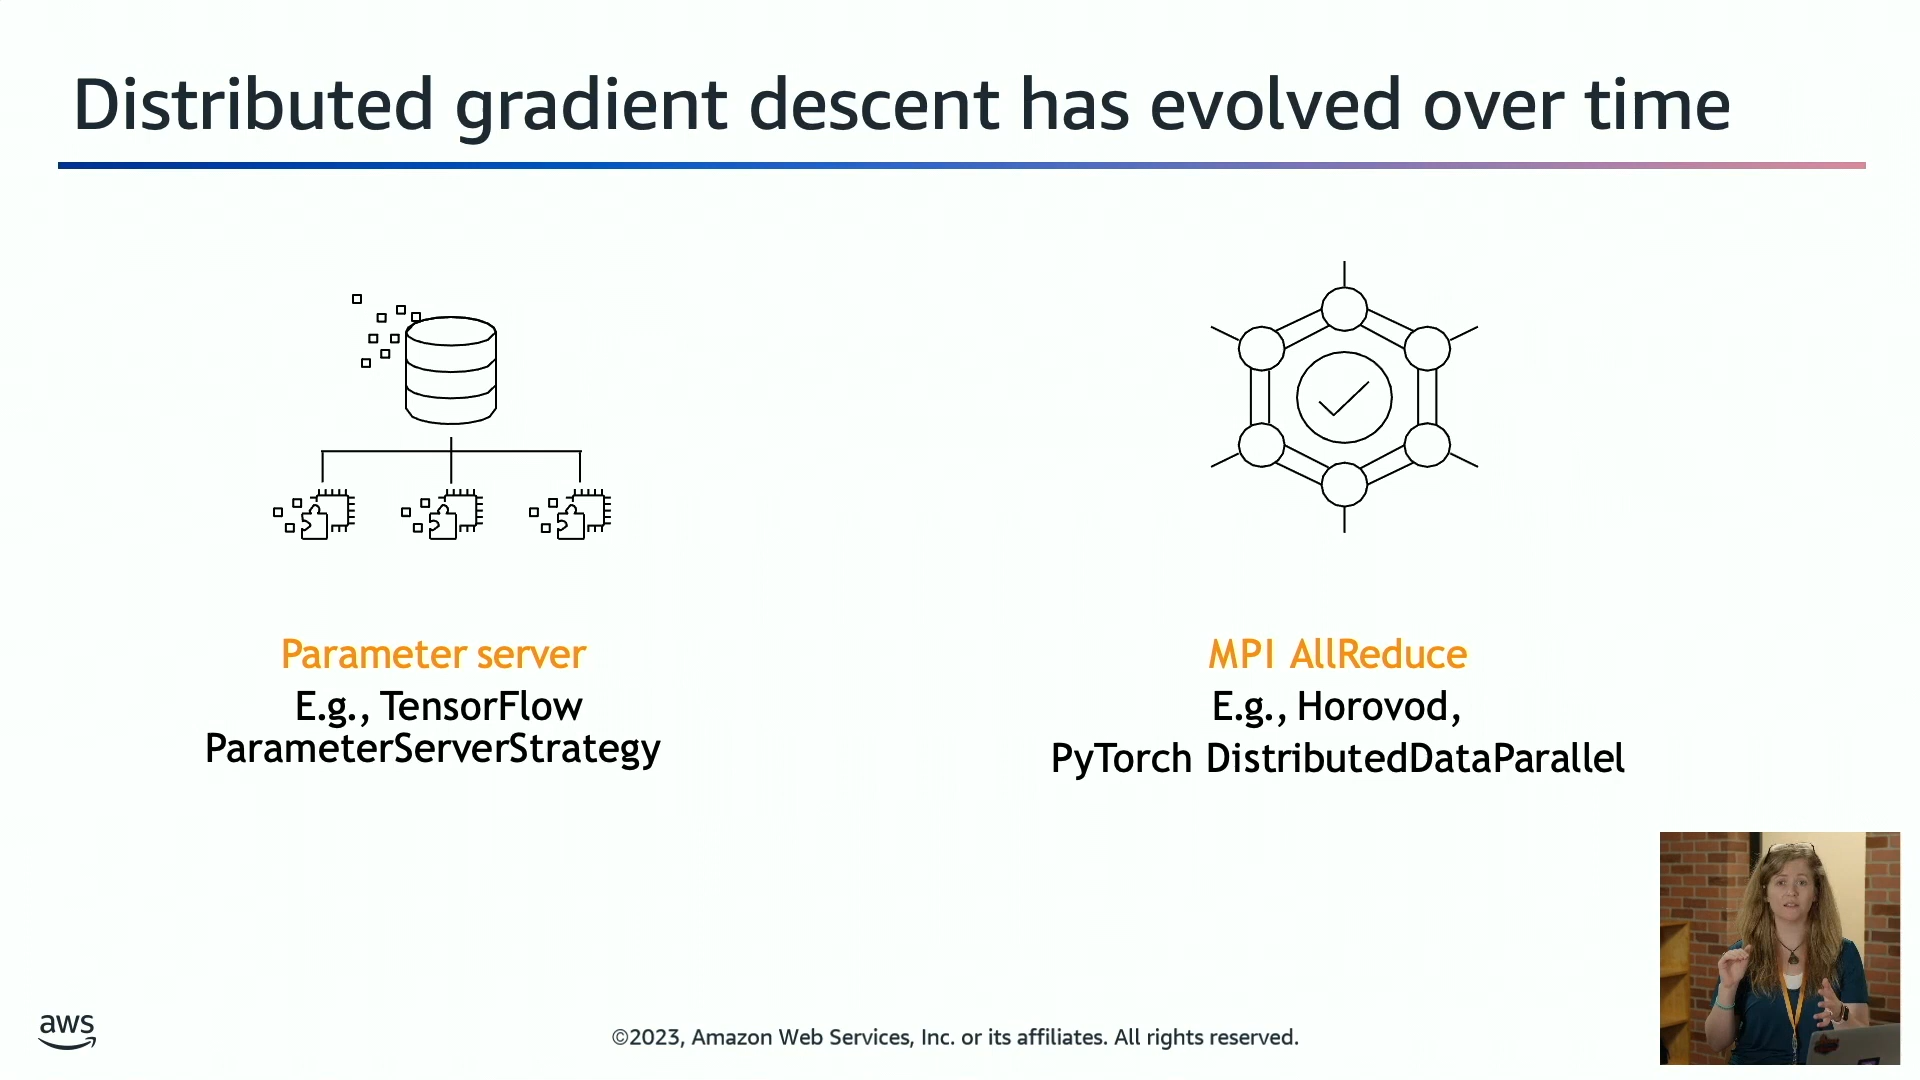 Distributed gradient descent has evolved over time
Parameter server
E.g., TensorFlow
ParameterServerStrategy
MPI AllReduce
E.g., Horovod,
PyTorch DistributedDataParallel
aws
©2023, Amazon Web Services, Inc. or its affiliates. All rights reserved.